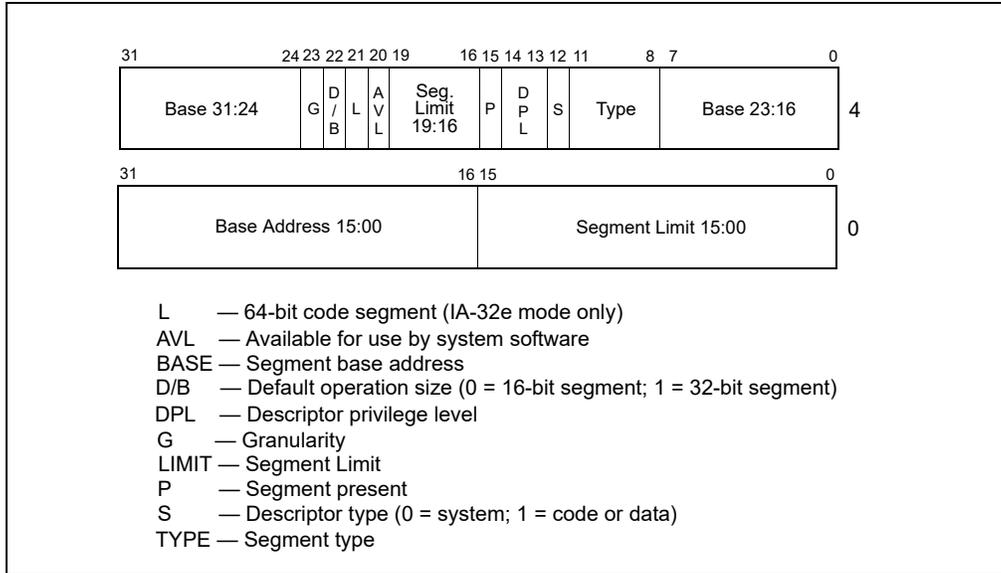 31 24 23 22 21 20 19 16 15 14 13 12 11 8 7 0
Base 31:24 G D/B L AVL Seg. Limit 19:16 P DPL S Type Base 23:16 4
31 16 15 0
Base Address 15:00 Segment Limit 15:00 0
L — 64-bit code segment (IA-32e mode only)
AVL — Available for use by system software
BASE — Segment base address
D/B — Default operation size (0 = 16-bit segment; 1 = 32-bit segment)
DPL — Descriptor privilege level
G — Granularity
LIMIT — Segment Limit
P — Segment present
S — Descriptor type (0 = system; 1 = code or data)
TYPE — Segment type